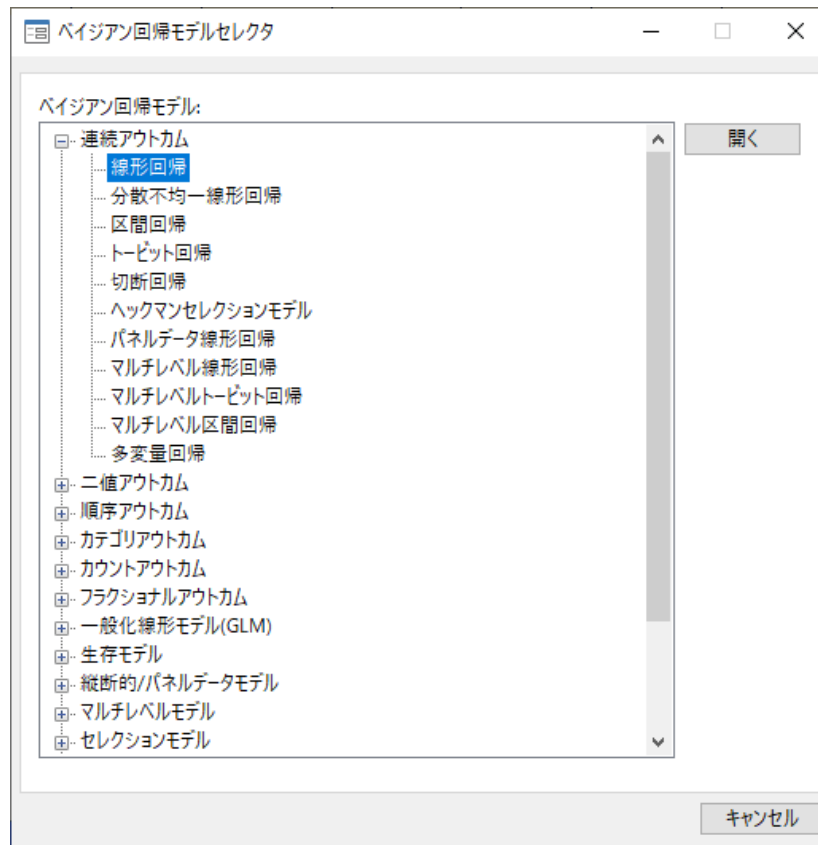 ベイジアン回帰モデルセレクタ
ベイジアン回帰モデル:
連続アウトカム
開く
線形回帰
分散不均一線形回帰
区間回帰
トービット回帰
切断回帰
ヘックマンセレクションモデル
パネルデータ線形回帰
マルチレベル線形回帰
マルチレベルトービット回帰
マルチレベル区間回帰
多変量回帰
二値アウトカム
順序アウトカム
カテゴリアウトカム
カウントアウトカム
フラクショナルアウトカム
一般化線形モデル(GLM)
生存モデル
縦断的/パネルデータモデル
マルチレベルモデル
セレクションモデル
キャンセル